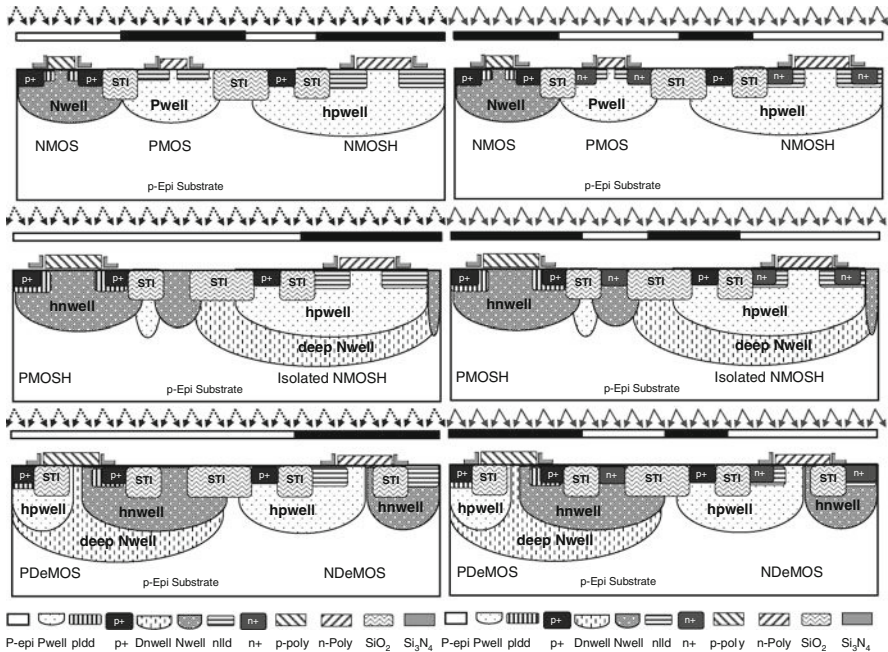 p+ p+ STI STI p+ STI
Nwell Pwell hpwell
NMOS PMOS NMOSH
p-Epi Substrate
p+ p+ STI n+ n+ STI p+ STI n+ n+
Nwell Pwell hpwell
NMOS PMOS NMOSH
p-Epi Substrate
p+ p+ STI STI p+ STI
hnwell hpwell
deep Nwell
PMOSH Isolated NMOSH
p-Epi Substrate
p+ p+ STI n+ STI p+ STI n+ n+
hnwell hpwell
deep Nwell
PMOSH Isolated NMOSH
p-Epi Substrate
p+ STI p+ STI STI p+ STI STI
hpwell hnwell hpwell hnwell
deep Nwell
PDeMOS NDeMOS
p-Epi Substrate
p+ STI p+ STI n+ STI p+ STI n+ STI n+
hpwell hnwell hpwell hnwell
deep Nwell
PDeMOS NDeMOS
p-Epi Substrate
p+ n+ p+ n+
P-epi Pwell pldd p+ Dnwell Nwell nlld n+ p-poly n-Poly SiO2 Si3N4 P-epi Pwell pldd p+ Dnwell Nwell nlld n+ p-poly n-Poly SiO2 Si3N4